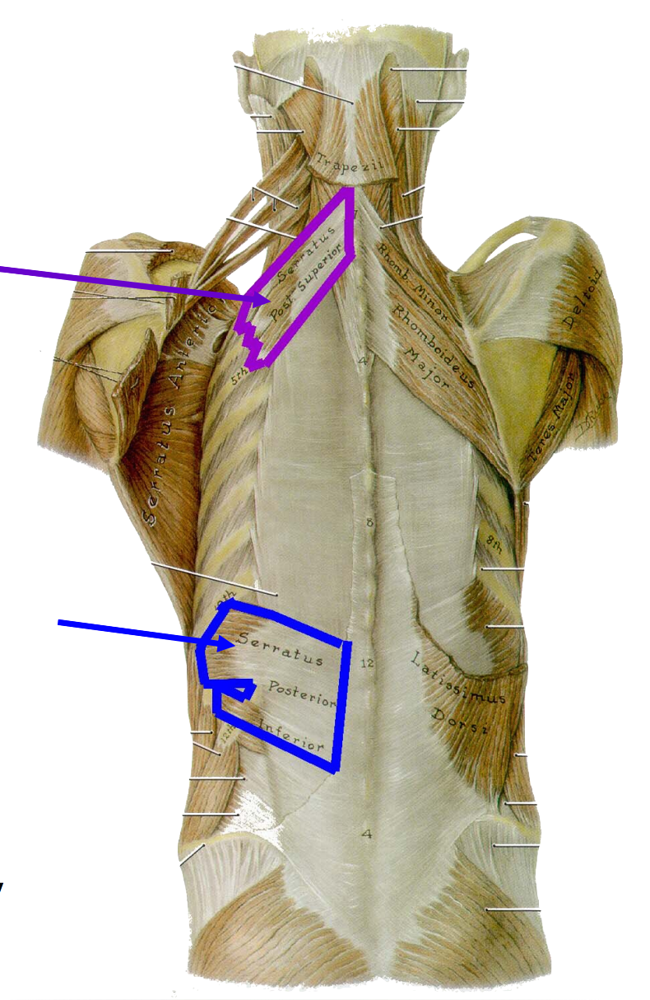 Trapezii
1
Serratus
Post. Superior
Rhomb. Minor
Rhomboideus
Major
Deltoid
Teres Major
Serratus Anterior
4
5th
8
8th
9th
Serratus
Posterior
Inferior
12
12th
Latissimus
Dorsi
4